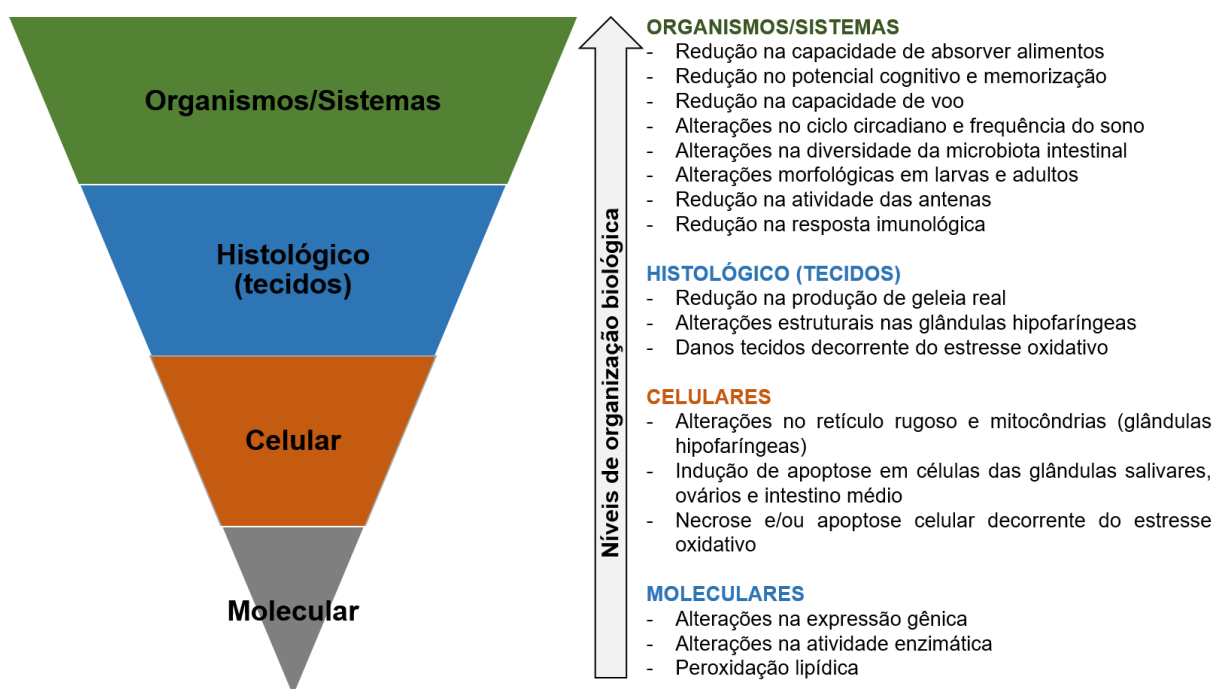 Organismos/Sistemas
Histológico
(tecidos)
Celular
Molecular
Níveis de organização biológica
ORGANISMOS/SISTEMAS
- Redução na capacidade de absorver alimentos
- Redução no potencial cognitivo e memorização
- Redução na capacidade de voo
- Alterações no ciclo circadiano e frequência do sono
- Alterações na diversidade da microbiota intestinal
- Alterações morfológicas em larvas e adultos
- Redução na atividade das antenas
- Redução na resposta imunológica
HISTOLÓGICO (TECIDOS)
- Redução na produção de geleia real
- Alterações estruturais nas glândulas hipofaríngeas
- Danos tecidos decorrente do estresse oxidativo
CELULARES
- Alterações no retículo rugoso e mitocôndrias (glândulas
hipofaríngeas)
- Indução de apoptose em células das glândulas salivares,
ovários e intestino médio
- Necrose e/ou apoptose celular decorrente do estresse
oxidativo
MOLECULARES
- Alterações na expressão gênica
- Alterações na atividade enzimática
- Peroxidação lipídica